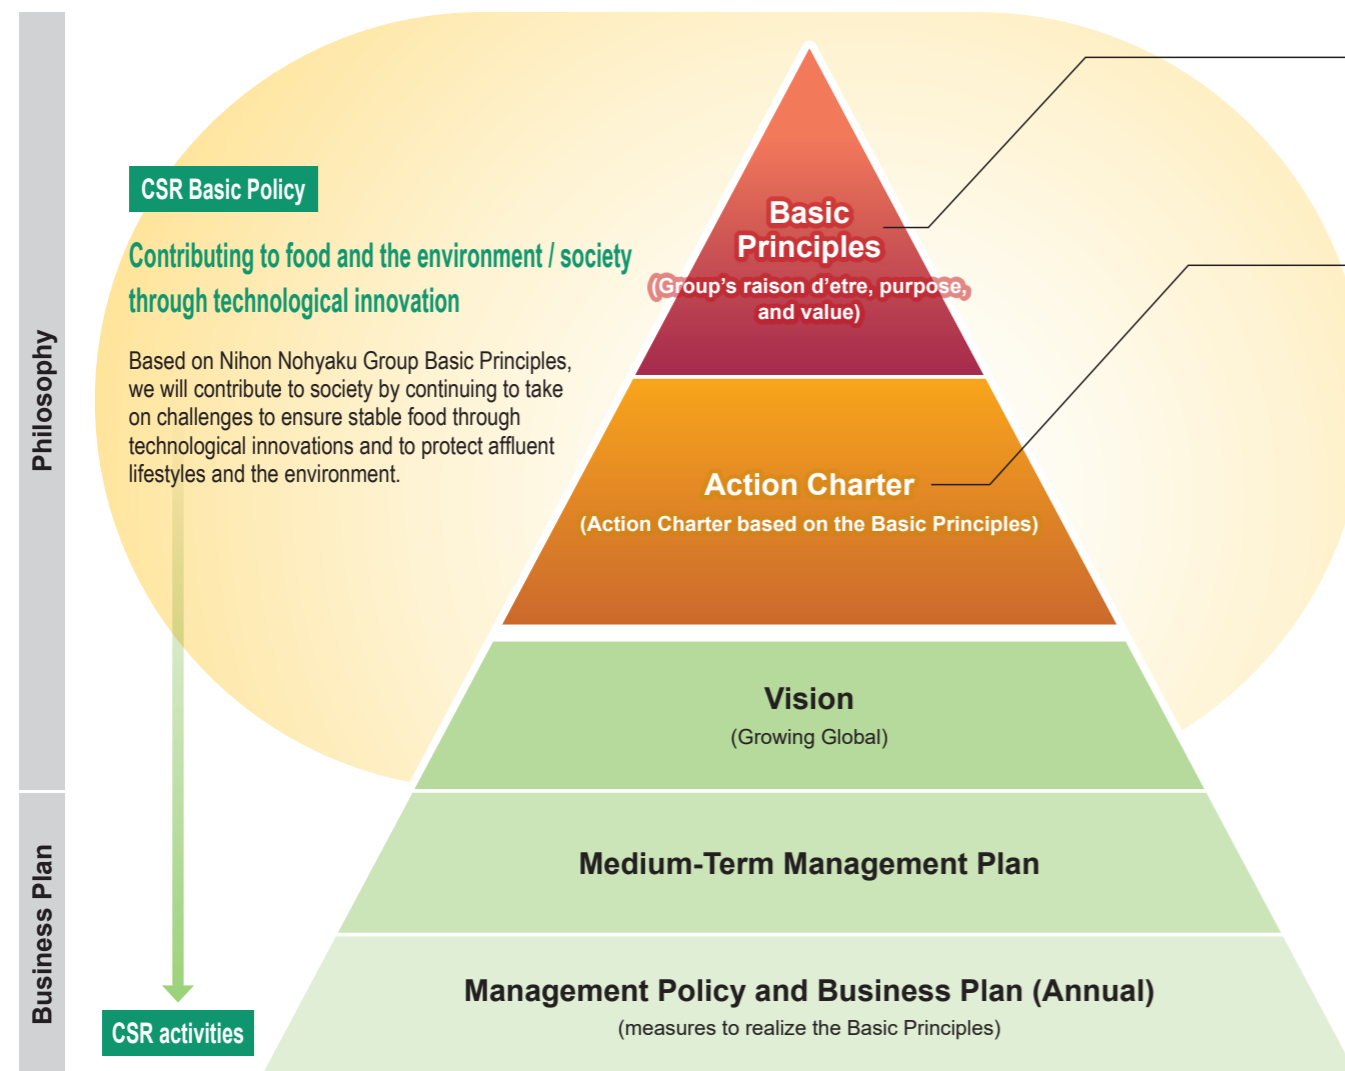 Philosophy
CSR Basic Policy
Contributing to food and the environment / society
through technological innovation
Based on Nihon Nohyaku Group Basic Principles,
we will contribute to society by continuing to take
on challenges to ensure stable food through
technological innovations and to protect affluent
lifestyles and the environment.
Basic
Principles
(Group's raison d'etre, purpose,
and value)
Action Charter
(Action Charter based on the Basic Principles)
Vision
(Growing Global)
Business Plan
Medium-Term Management Plan
Management Policy and Business Plan (Annual)
(measures to realize the Basic Principles)
CSR activities